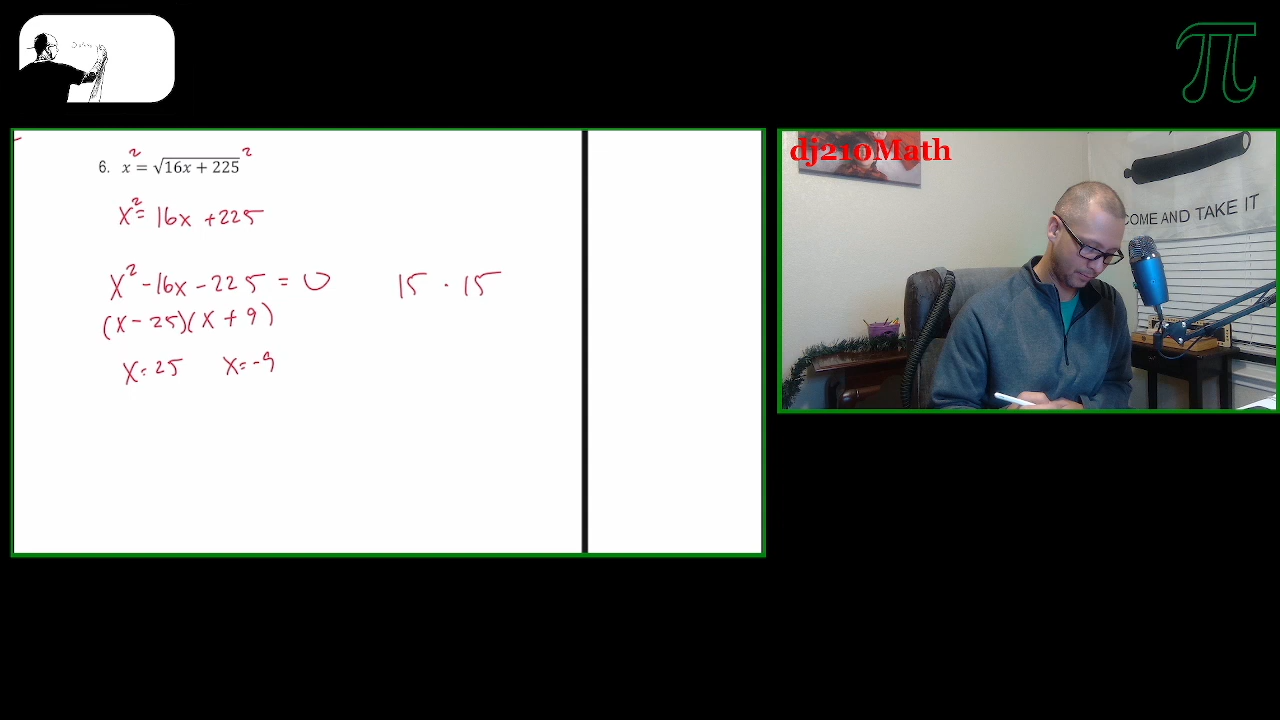 6. x² = √16x + 225²
x² = 16x + 225
x² - 16x - 225 = 0 15 · 15
(x - 25)(x + 9)
x = 25 x = -9
dj210Math
COME AND TAKE IT
π